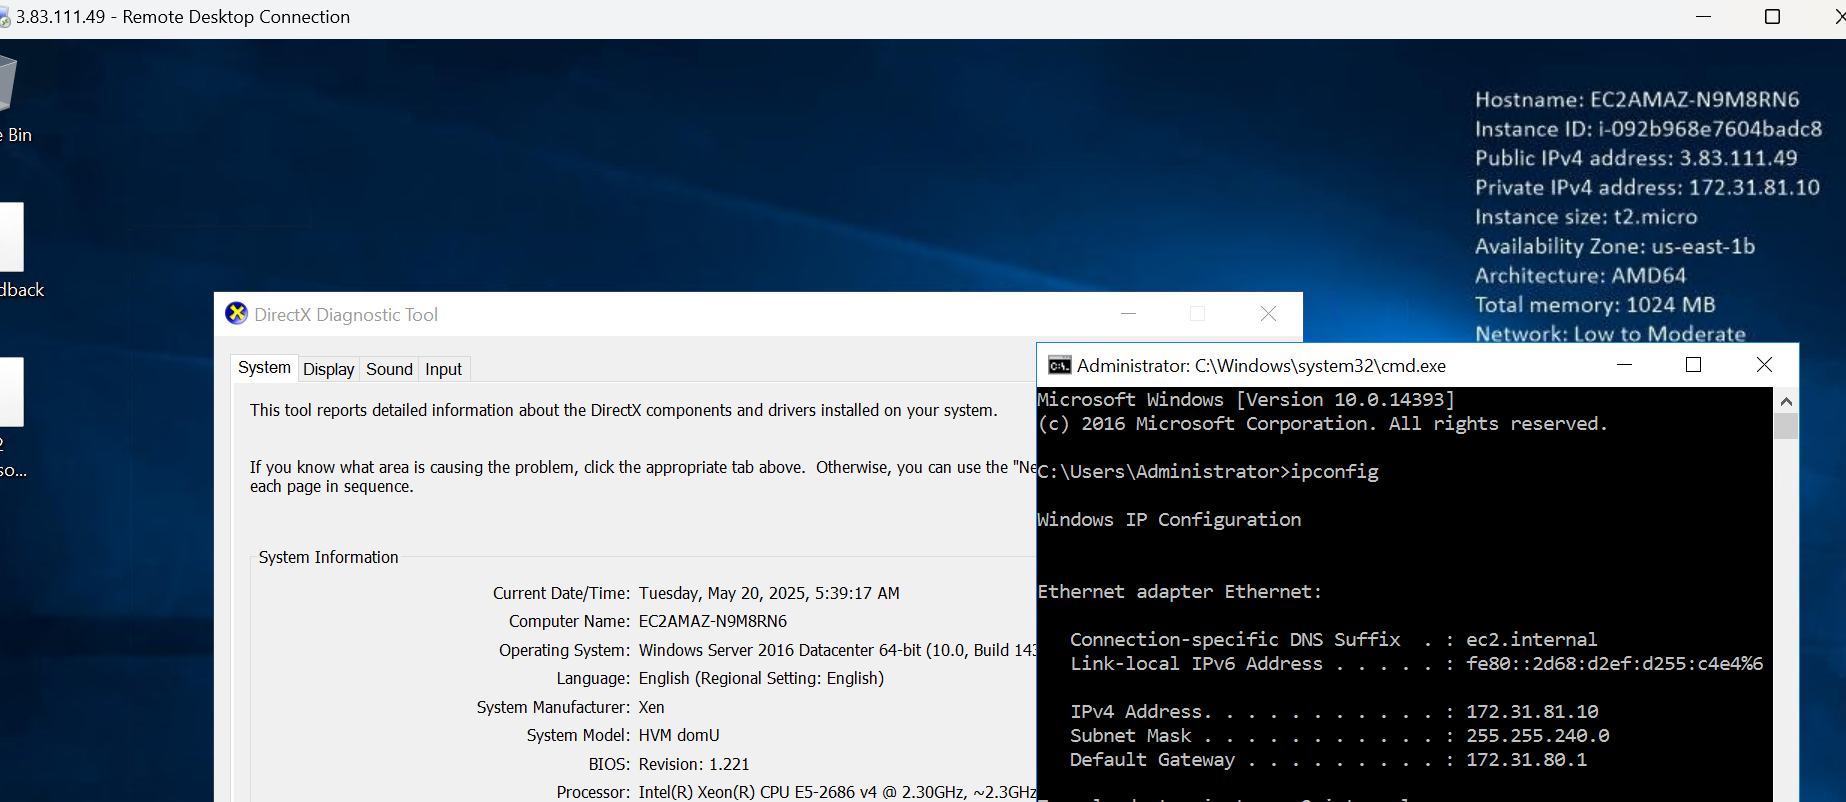 3.83.111.49 - Remote Desktop Connection
Bin
Hostname: EC2AMAZ-N9M8RN6
Instance ID: i-092b968e7604badc8
Public IPv4 address: 3.83.111.49
Private IPv4 address: 172.31.81.10
Instance size: t2.micro
Availability Zone: us-east-1b
Architecture: AMD64
Total memory: 1024 MB
Network: Low to Moderate
DirectX Diagnostic Tool
System Display Sound Input
This tool reports detailed information about the DirectX components and drivers installed on your system.
If you know what area is causing the problem, click the appropriate tab above.  Otherwise, you can use the "Ne
each page in sequence.
System Information
Current Date/Time: Tuesday, May 20, 2025, 5:39:17 AM
Computer Name: EC2AMAZ-N9M8RN6
Operating System: Windows Server 2016 Datacenter 64-bit (10.0, Build 143
Language: English (Regional Setting: English)
System Manufacturer: Xen
System Model: HVM domU
BIOS: Revision: 1.221
Processor: Intel(R) Xeon(R) CPU E5-2686 v4 @ 2.30GHz, ~2.3GHz
Administrator: C:\Windows\system32\cmd.exe
Microsoft Windows [Version 10.0.14393]
(c) 2016 Microsoft Corporation. All rights reserved.
C:\Users\Administrator>ipconfig
Windows IP Configuration
Ethernet adapter Ethernet:
Connection-specific DNS Suffix  . : ec2.internal
Link-local IPv6 Address . . . . . : fe80::2d68:d2ef:d255:c4e4%6
IPv4 Address. . . . . . . . . . . : 172.31.81.10
Subnet Mask . . . . . . . . . . . : 255.255.240.0
Default Gateway . . . . . . . . . : 172.31.80.1